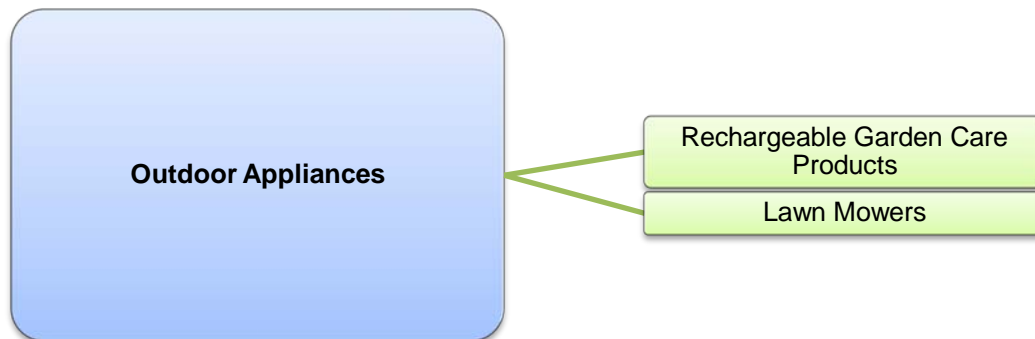 Outdoor Appliances
Rechargeable Garden Care
Products
Lawn Mowers